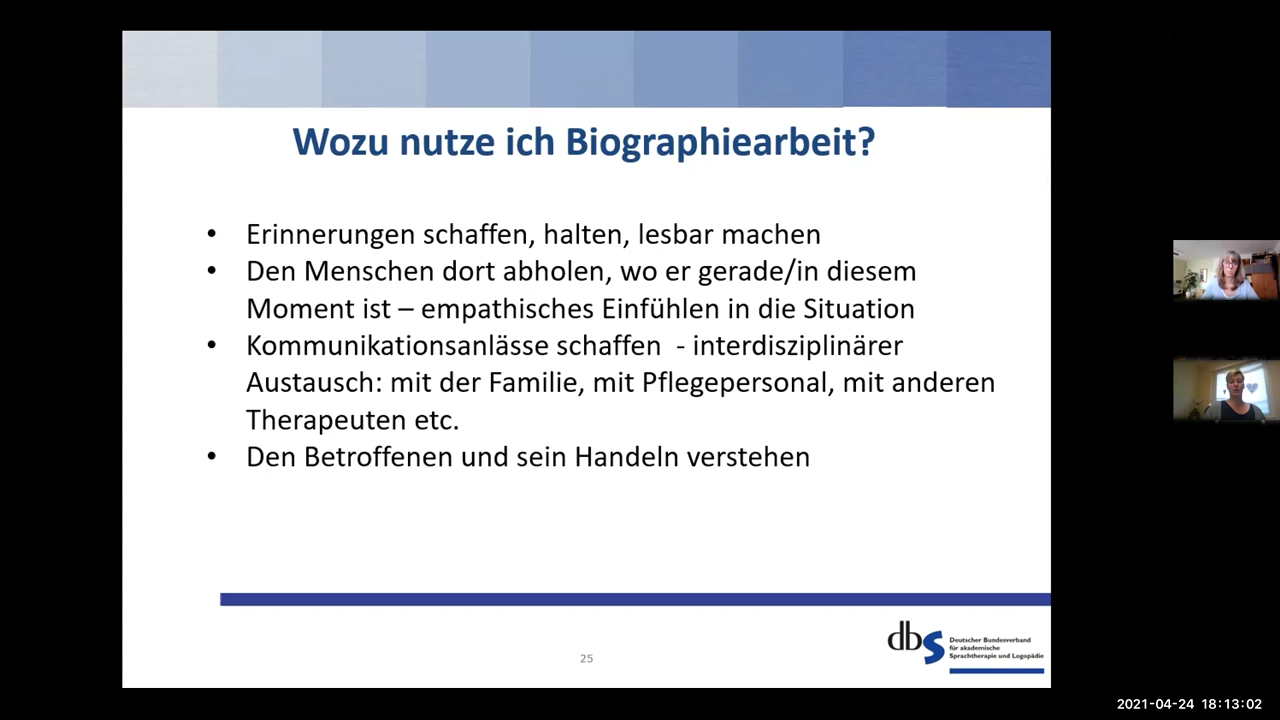 Wozu nutze ich Biographiearbeit?
• Erinnerungen schaffen, halten, lesbar machen
• Den Menschen dort abholen, wo er gerade/in diesem
Moment ist – empathisches Einfühlen in die Situation
• Kommunikationsanlässe schaffen  - interdisziplinärer
Austausch: mit der Familie, mit Pflegepersonal, mit anderen
Therapeuten etc.
• Den Betroffenen und sein Handeln verstehen
25
dbs
Deutscher Bundesverband
für akademische
Sprachtherapie und Logopädie
2021-04-24 18:13:02